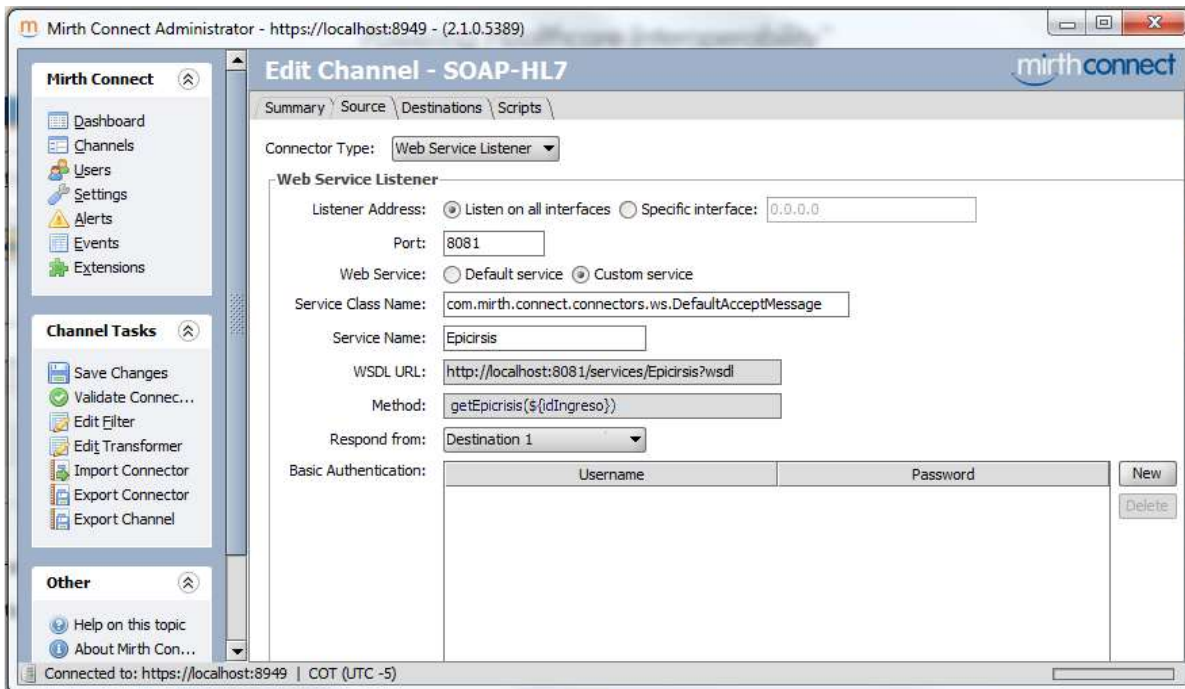 Mirth Connect Administrator - https://localhost:8949 - (2.1.0.5389)
Mirth Connect
Dashboard
Channels
Users
Settings
Alerts
Events
Extensions
Channel Tasks
Save Changes
Validate Connec...
Edit Filter
Edit Transformer
Import Connector
Export Connector
Export Channel
Other
Help on this topic
About Mirth Con...
Edit Channel - SOAP-HL7
mirthconnect
Summary Source Destinations Scripts
Connector Type: Web Service Listener
Web Service Listener
Listener Address: Listen on all interfaces Specific interface: 0.0.0.0
Port: 8081
Web Service: Default service Custom service
Service Class Name: com.mirth.connect.connectors.ws.DefaultAcceptMessage
Service Name: Epicirsis
WSDL URL: http://localhost:8081/services/Epicirsis?wsdl
Method: getEpicrisis(${idIngreso})
Respond from: Destination 1
Basic Authentication: Username Password New
Delete
Connected to: https://localhost:8949 | COT (UTC -5)